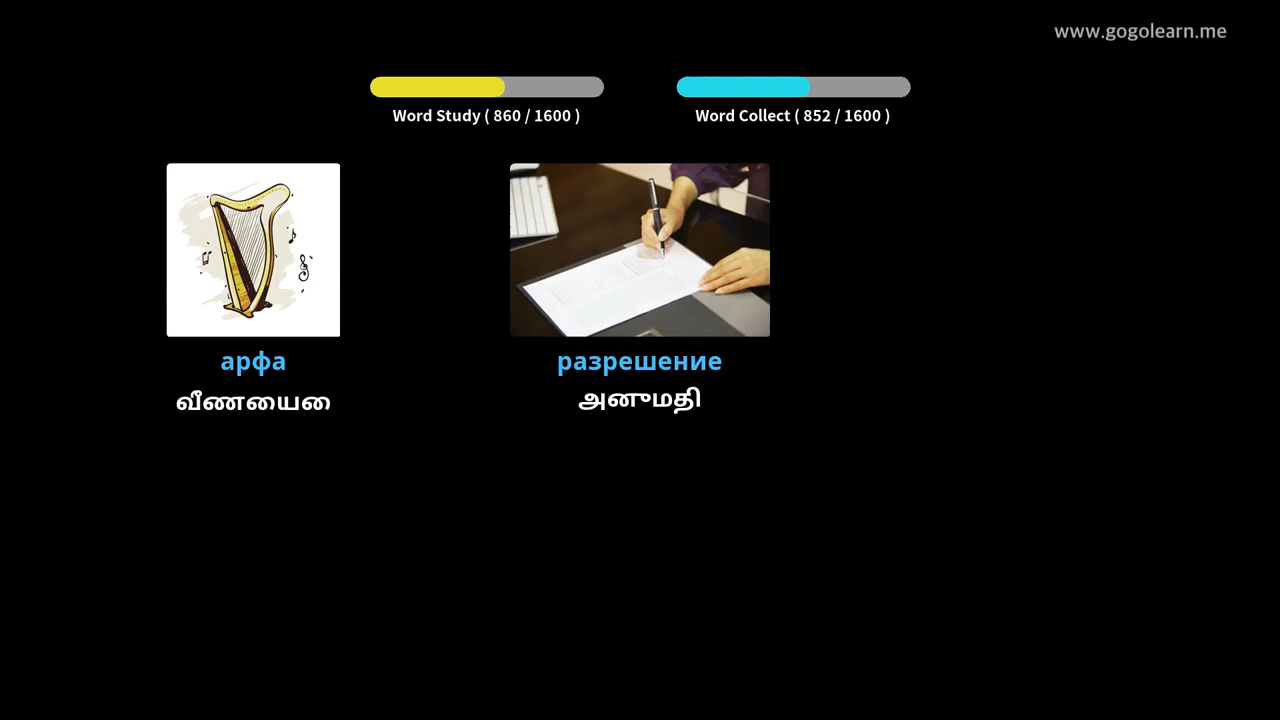 www.gogolearn.me
Word Study ( 860 / 1600 )
Word Collect ( 852 / 1600 )
арфа
வீணையை
разрешение
அனுமதி